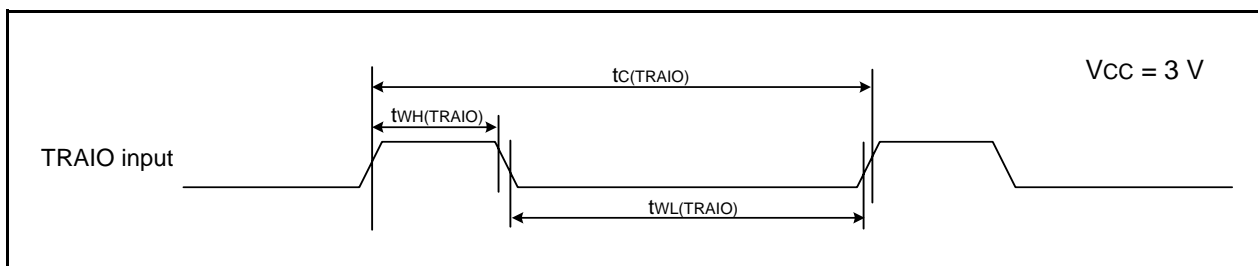 tC(TRAIO)
VCC = 3 V
tWH(TRAIO)
TRAIO input
tWL(TRAIO)